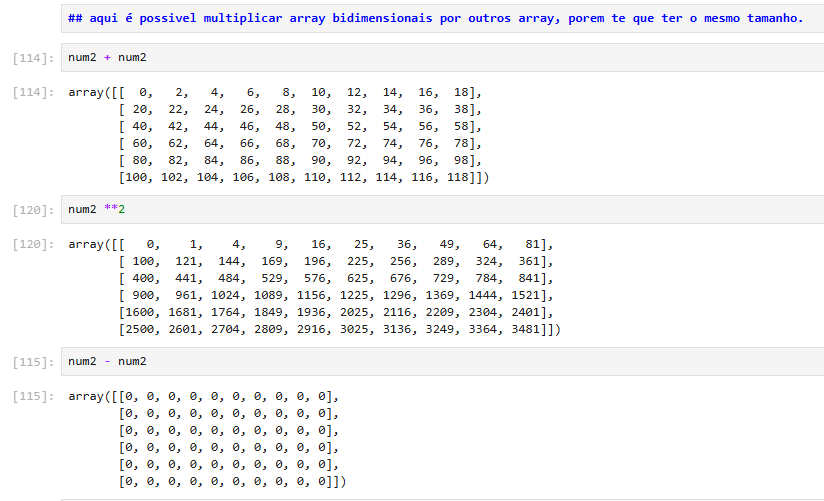 ## aqui é possivel multiplicar array bidimensionais por outros array, porem te que ter o mesmo tamanho.
[114]: num2 + num2
[114]: array([[  0,   2,   4,   6,   8,  10,  12,  14,  16,  18],
       [ 20,  22,  24,  26,  28,  30,  32,  34,  36,  38],
       [ 40,  42,  44,  46,  48,  50,  52,  54,  56,  58],
       [ 60,  62,  64,  66,  68,  70,  72,  74,  76,  78],
       [ 80,  82,  84,  86,  88,  90,  92,  94,  96,  98],
       [100, 102, 104, 106, 108, 110, 112, 114, 116, 118]])
[120]: num2 **2
[120]: array([[   0,    1,    4,    9,   16,   25,   36,   49,   64,   81],
       [ 100,  121,  144,  169,  196,  225,  256,  289,  324,  361],
       [ 400,  441,  484,  529,  576,  625,  676,  729,  784,  841],
       [ 900,  961, 1024, 1089, 1156, 1225, 1296, 1369, 1444, 1521],
       [1600, 1681, 1764, 1849, 1936, 2025, 2116, 2209, 2304, 2401],
       [2500, 2601, 2704, 2809, 2916, 3025, 3136, 3249, 3364, 3481]])
[115]: num2 - num2
[115]: array([[0, 0, 0, 0, 0, 0, 0, 0, 0, 0],
       [0, 0, 0, 0, 0, 0, 0, 0, 0, 0],
       [0, 0, 0, 0, 0, 0, 0, 0, 0, 0],
       [0, 0, 0, 0, 0, 0, 0, 0, 0, 0],
       [0, 0, 0, 0, 0, 0, 0, 0, 0, 0],
       [0, 0, 0, 0, 0, 0, 0, 0, 0, 0]])